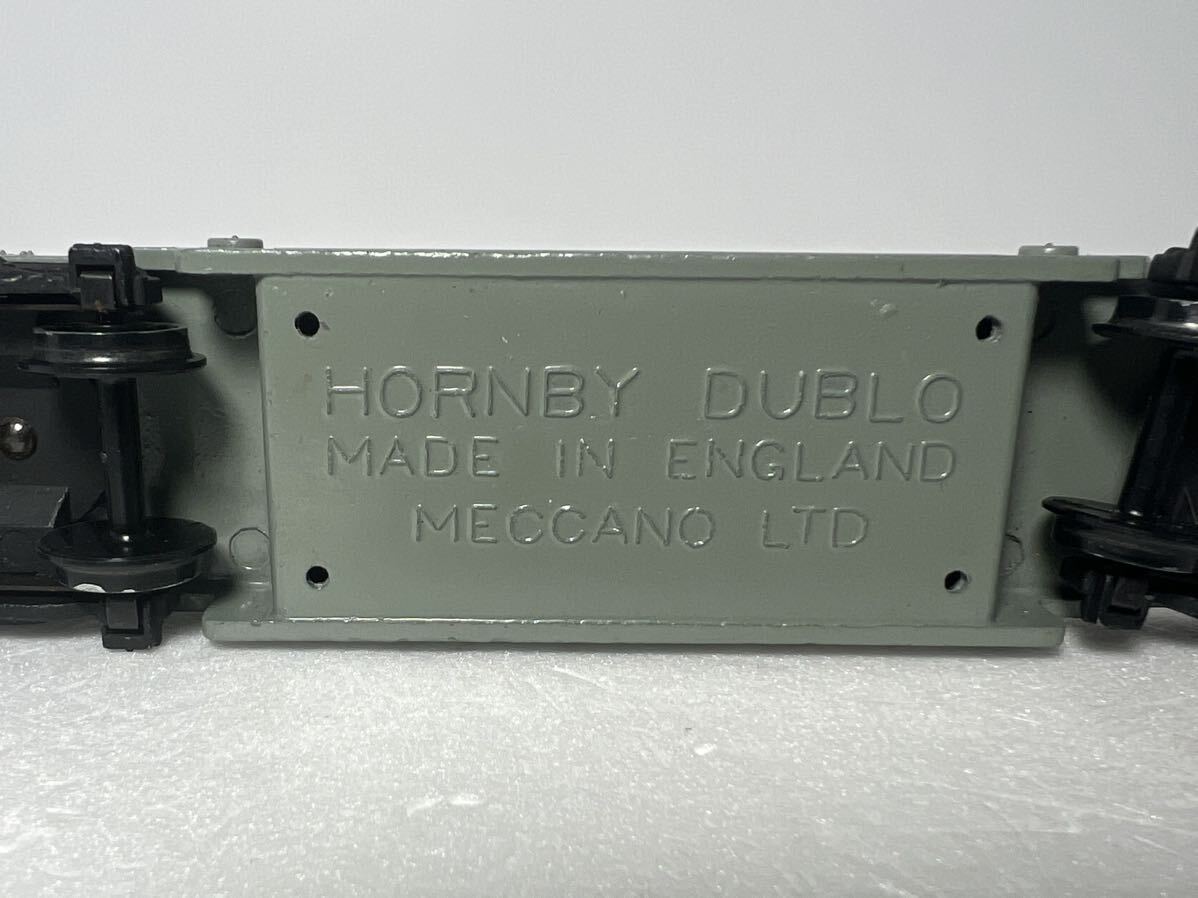 HORNBY DUBLO
MADE IN ENGLAND
MECCANO LTD